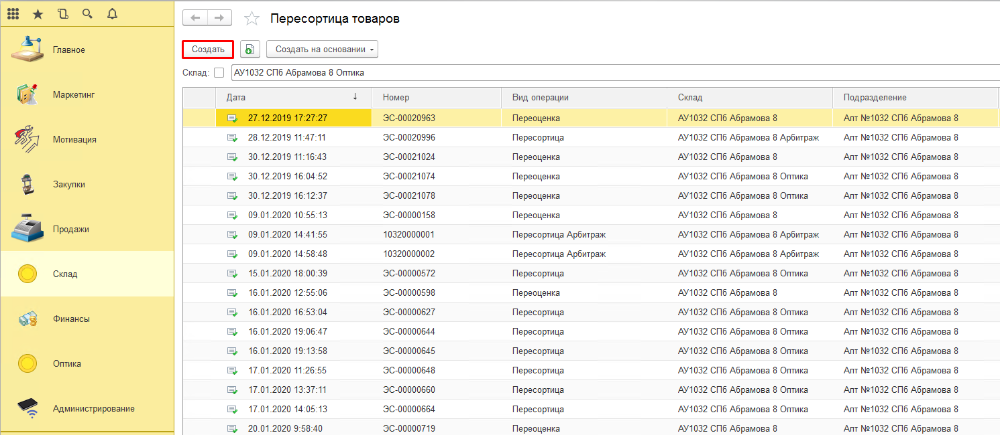 Пересортица товаров
Создать Создать на основании
Склад: АУ1032 СПб Абрамова 8 Оптика
Главное
Маркетинг
Мотивация
Закупки
Продажи
Склад
Финансы
Оптика
Администрирование
Дата Номер Вид операции Склад Подразделение
27.12.2019 17:27:27 ЭС-00020963 Переоценка АУ1032 СПб Абрамова 8 Апт №1032 СПб Абрамова 8
28.12.2019 11:47:11 ЭС-00020996 Пересортица АУ1032 СПб Абрамова 8 Арбитраж Апт №1032 СПб Абрамова 8
30.12.2019 11:16:43 ЭС-00021024 Переоценка АУ1032 СПб Абрамова 8 Апт №1032 СПб Абрамова 8
30.12.2019 16:04:52 ЭС-00021074 Переоценка АУ1032 СПб Абрамова 8 Оптика Апт №1032 СПб Абрамова 8
30.12.2019 16:12:37 ЭС-00021078 Переоценка АУ1032 СПб Абрамова 8 Оптика Апт №1032 СПб Абрамова 8
09.01.2020 10:55:13 ЭС-00000158 Переоценка АУ1032 СПб Абрамова 8 Апт №1032 СПб Абрамова 8
09.01.2020 14:41:55 10320000001 Пересортица Арбитраж АУ1032 СПб Абрамова 8 Арбитраж Апт №1032 СПб Абрамова 8
09.01.2020 14:58:48 10320000002 Пересортица Арбитраж АУ1032 СПб Абрамова 8 Арбитраж Апт №1032 СПб Абрамова 8
15.01.2020 18:00:39 ЭС-00000572 Пересортица АУ1032 СПб Абрамова 8 Оптика Апт №1032 СПб Абрамова 8
16.01.2020 12:55:06 ЭС-00000598 Переоценка АУ1032 СПб Абрамова 8 Апт №1032 СПб Абрамова 8
16.01.2020 16:53:04 ЭС-00000627 Пересортица АУ1032 СПб Абрамова 8 Оптика Апт №1032 СПб Абрамова 8
16.01.2020 19:06:47 ЭС-00000644 Пересортица АУ1032 СПб Абрамова 8 Оптика Апт №1032 СПб Абрамова 8
16.01.2020 19:13:58 ЭС-00000645 Пересортица АУ1032 СПб Абрамова 8 Оптика Апт №1032 СПб Абрамова 8
17.01.2020 11:26:55 ЭС-00000648 Пересортица АУ1032 СПб Абрамова 8 Оптика Апт №1032 СПб Абрамова 8
17.01.2020 13:37:11 ЭС-00000660 Пересортица АУ1032 СПб Абрамова 8 Оптика Апт №1032 СПб Абрамова 8
17.01.2020 14:05:13 ЭС-00000664 Пересортица АУ1032 СПб Абрамова 8 Оптика Апт №1032 СПб Абрамова 8
20.01.2020 9:58:40 ЭС-00000719 Переоценка АУ1032 СПб Абрамова 8 Апт №1032 СПб Абрамова 8